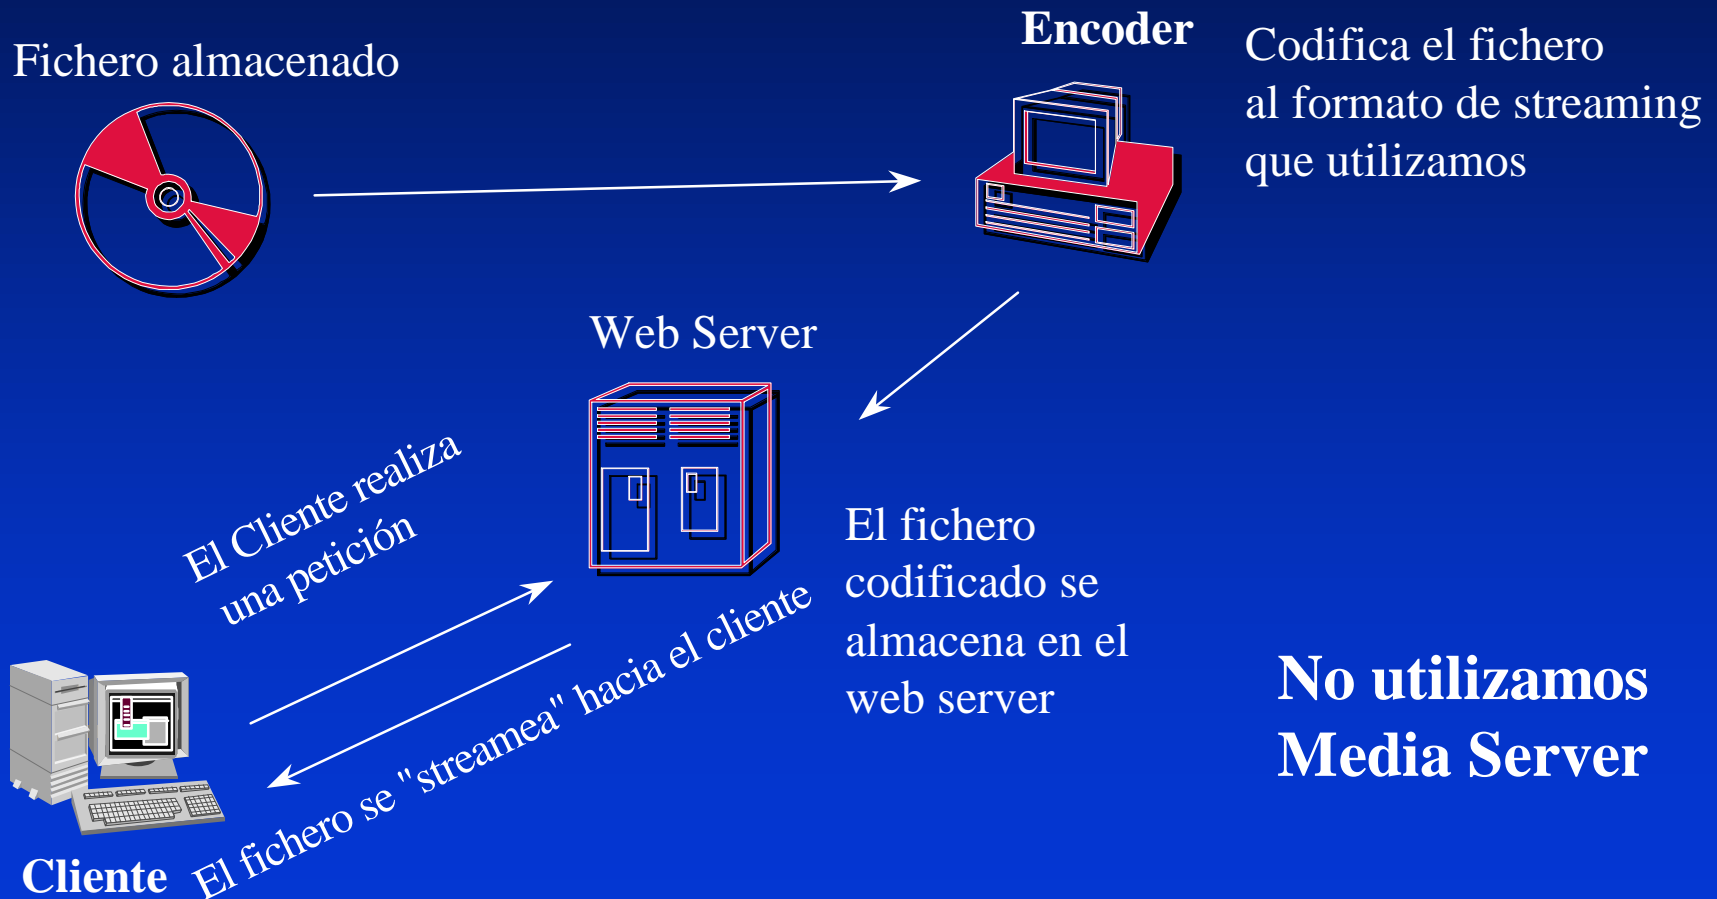 Fichero almacenado
Encoder
Codifica el fichero
al formato de streaming
que utilizamos
Web Server
El Cliente realiza
una petición
El fichero
codificado se
almacena en el
web server
El fichero se "streamea" hacia el cliente
No utilizamos
Media Server
Cliente